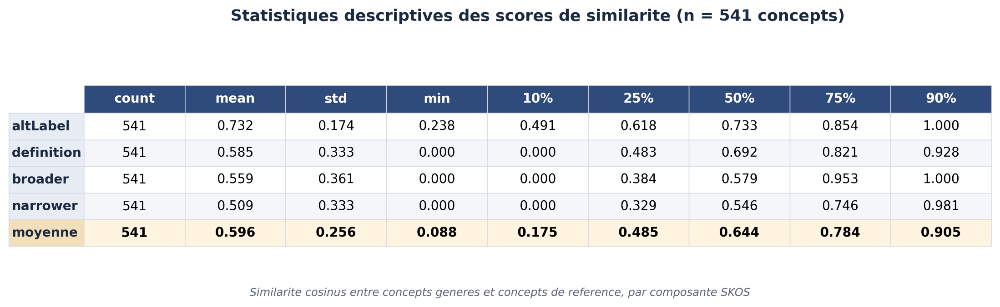 Statistiques descriptives des scores de similarite (n = 541 concepts)
count mean std min 10% 25% 50% 75% 90%
altLabel 541 0.732 0.174 0.238 0.491 0.618 0.733 0.854 1.000
definition 541 0.585 0.333 0.000 0.000 0.483 0.692 0.821 0.928
broader 541 0.559 0.361 0.000 0.000 0.384 0.579 0.953 1.000
narrower 541 0.509 0.333 0.000 0.000 0.329 0.546 0.746 0.981
moyenne 541 0.596 0.256 0.088 0.175 0.485 0.644 0.784 0.905
Similarite cosinus entre concepts generes et concepts de reference, par composante SKOS